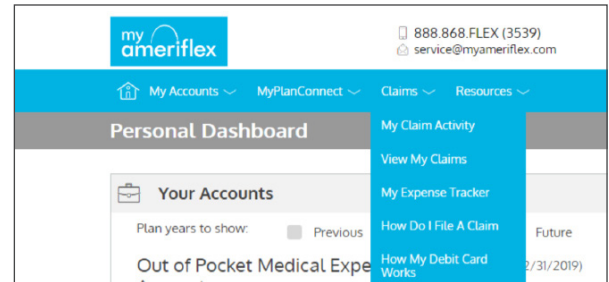 my
ameriflex
888.868.FLEX (3539)
service@myameriflex.com
My Accounts
MyPlanConnect
Claims
Resources
Personal Dashboard
My Claim Activity
View My Claims
My Expense Tracker
How Do I File A Claim
How My Debit Card
Works
Your Accounts
Plan years to show:
Previous
Future
Out of Pocket Medical Expe
2/31/2019)